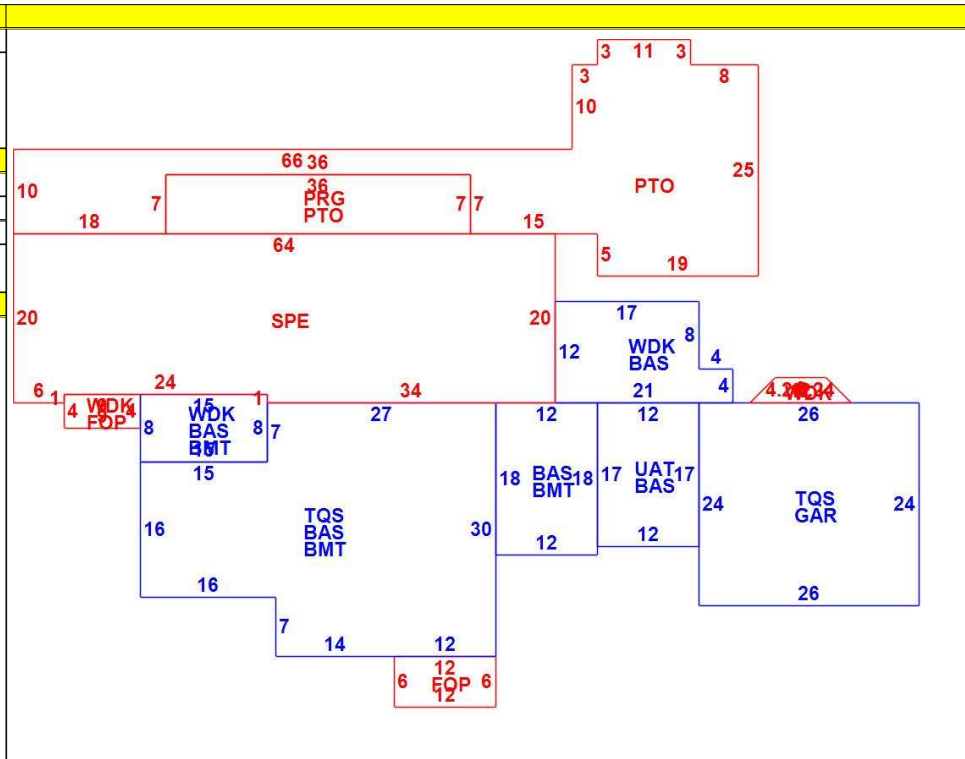 3 11 3
3 8
10
66 36
10 36 25
7 PRG 7 7 PTO
PTO
18 15
64 5
19
20 SPE 20
17
8
12 WDK 4
BAS
24
6 1 1 34 21 4
4 WDK 4
FOP
15
8 WDK 8 7
BAS
BMT
15
27 12 12 WDK 26
18 BAS 18 17 UAT 17
BMT BAS
16 TQS 30 24 TQS 24
BAS GAR
BMT
12 12
16 26
7
14 12
12
6 FOP 6
12